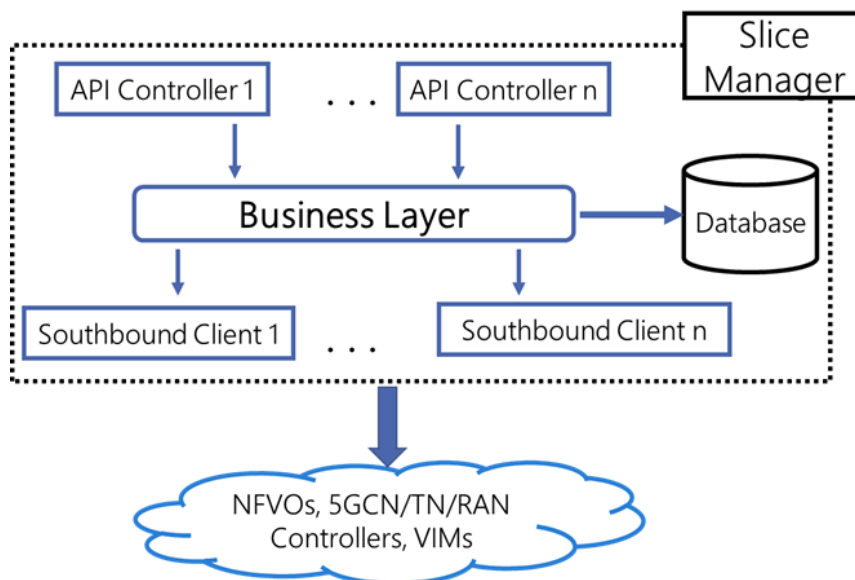 Slice
Manager
API Controller 1
. . .
API Controller n
Business Layer
Database
Southbound Client 1
. . .
Southbound Client n
NFVOs, 5GCN/TN/RAN
Controllers, VIMs